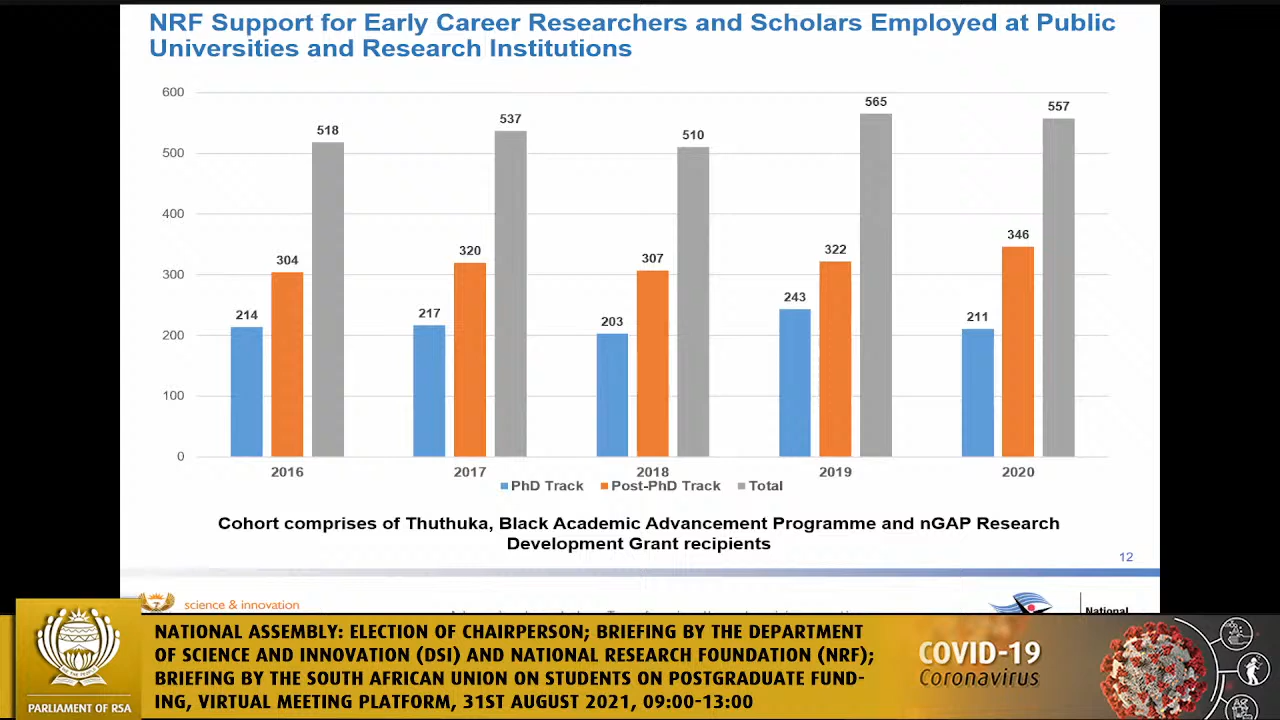 NRF Support for Early Career Researchers and Scholars Employed at Public
Universities and Research Institutions
600
500
400
300
200
100
0
214
304
518
217
320
537
203
307
510
243
322
565
211
346
557
2016
2017
2018
2019
2020
PhD Track
Post-PhD Track
Total
Cohort comprises of Thuthuka, Black Academic Advancement Programme and nGAP Research
Development Grant recipients
12
science & innovation
National
NATIONAL ASSEMBLY: ELECTION OF CHAIRPERSON; BRIEFING BY THE DEPARTMENT
OF SCIENCE AND INNOVATION (DSI) AND NATIONAL RESEARCH FOUNDATION (NRF);
BRIEFING BY THE SOUTH AFRICAN UNION ON STUDENTS ON POSTGRADUATE FUND-
ING, VIRTUAL MEETING PLATFORM, 31ST AUGUST 2021, 09:00-13:00
PARLIAMENT OF RSA
COVID-19
Coronavirus